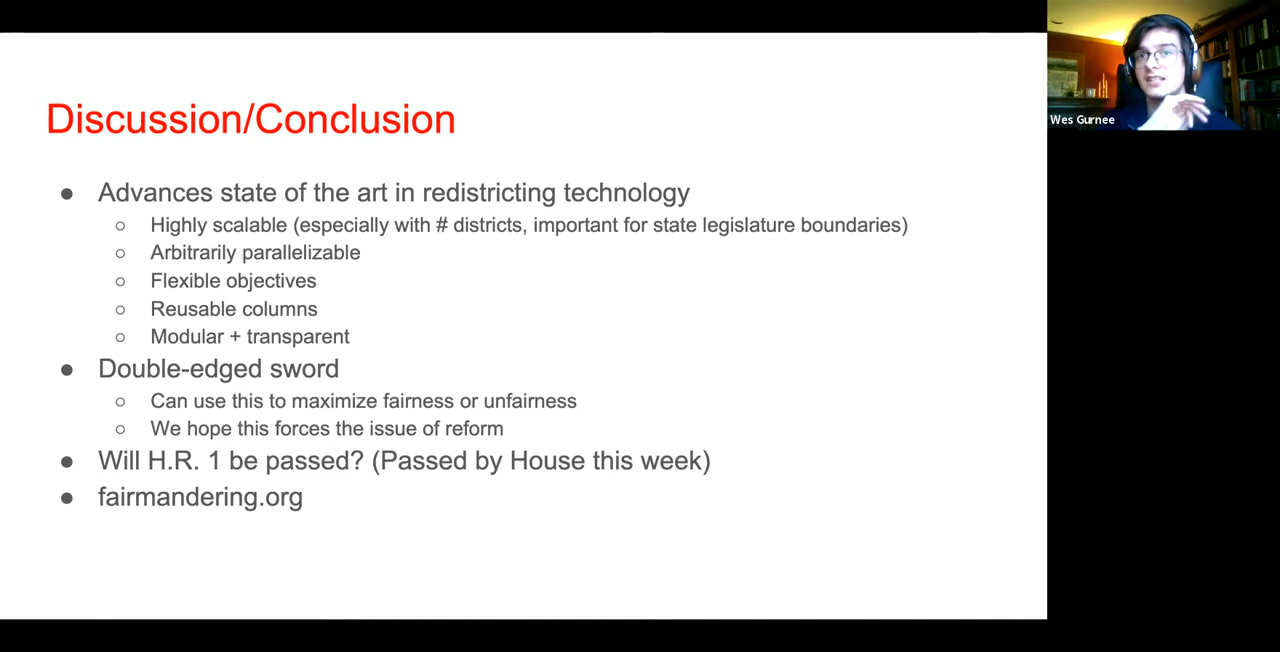 Discussion/Conclusion
● Advances state of the art in redistricting technology
○ Highly scalable (especially with # districts, important for state legislature boundaries)
○ Arbitrarily parallelizable
○ Flexible objectives
○ Reusable columns
○ Modular + transparent
● Double-edged sword
○ Can use this to maximize fairness or unfairness
○ We hope this forces the issue of reform
● Will H.R. 1 be passed? (Passed by House this week)
● fairmandering.org
Wes Gurnee